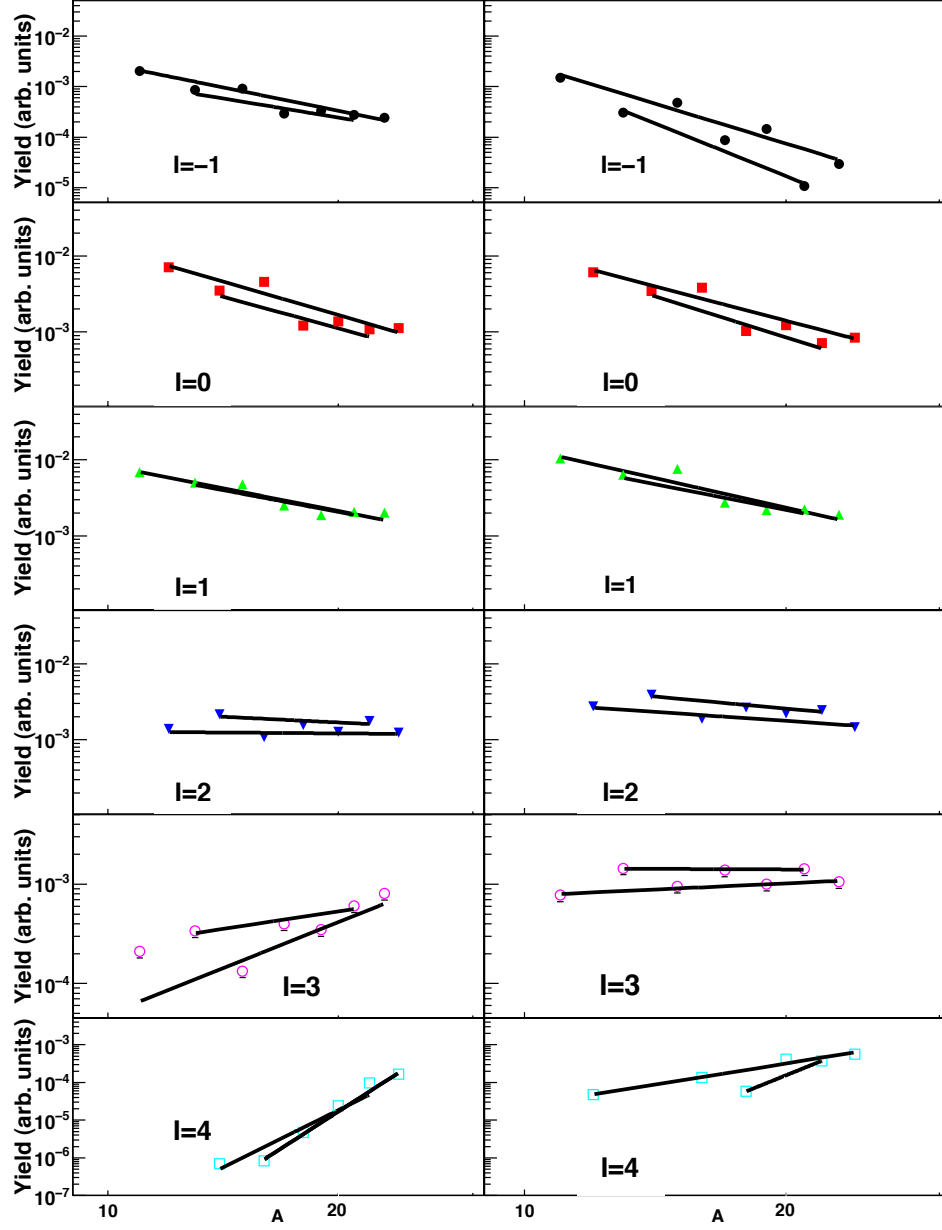 Yield (arb. units)
10⁻²
10⁻³
10⁻⁴
10⁻⁵
I=−1
I=−1
Yield (arb. units)
10⁻²
10⁻³
I=0
I=0
Yield (arb. units)
10⁻²
10⁻³
I=1
I=1
Yield (arb. units)
10⁻²
10⁻³
I=2
I=2
Yield (arb. units)
10⁻³
10⁻⁴
I=3
I=3
Yield (arb. units)
10⁻³
10⁻⁴
10⁻⁵
10⁻⁶
10⁻⁷
I=4
I=4
10 A 20 10 A 20